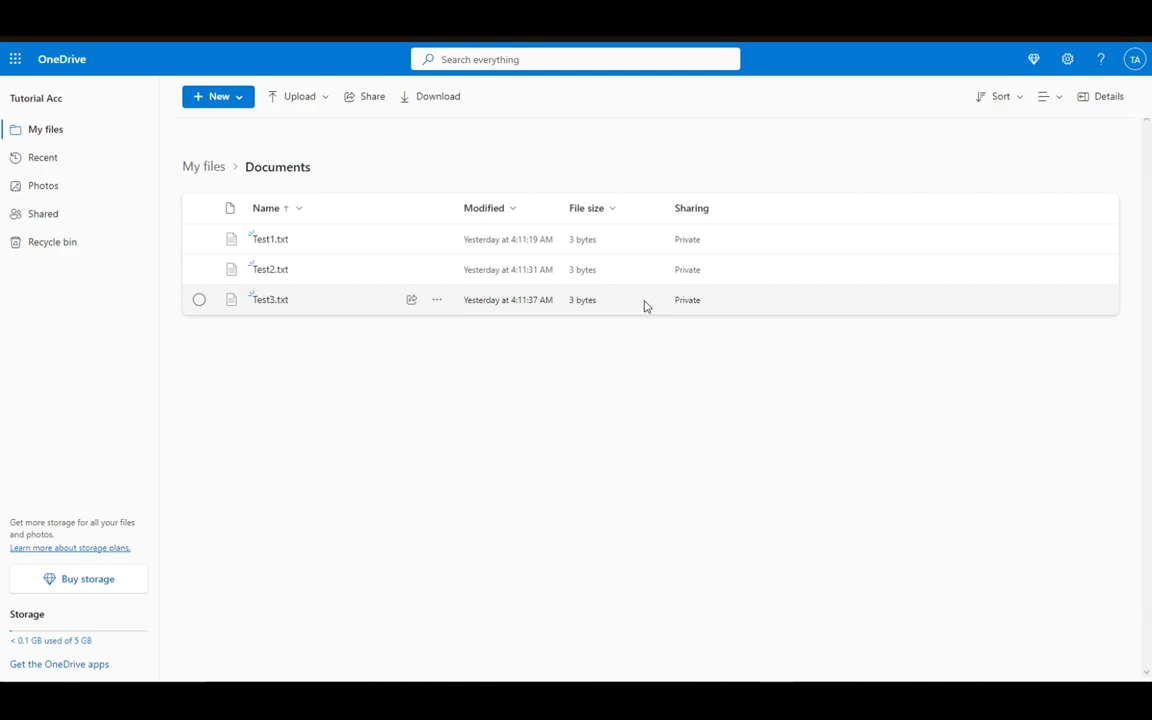 OneDrive
Search everything
TA
Tutorial Acc
New
Upload
Share
Download
Sort
Details
My files
Recent
Photos
Shared
Recycle bin
My files > Documents
Name ↑ Modified File size Sharing
Test1.txt Yesterday at 4:11:19 AM 3 bytes Private
Test2.txt Yesterday at 4:11:31 AM 3 bytes Private
Test3.txt ... Yesterday at 4:11:37 AM 3 bytes Private
Get more storage for all your files
and photos.
Learn more about storage plans.
Buy storage
Storage
< 0.1 GB used of 5 GB
Get the OneDrive apps